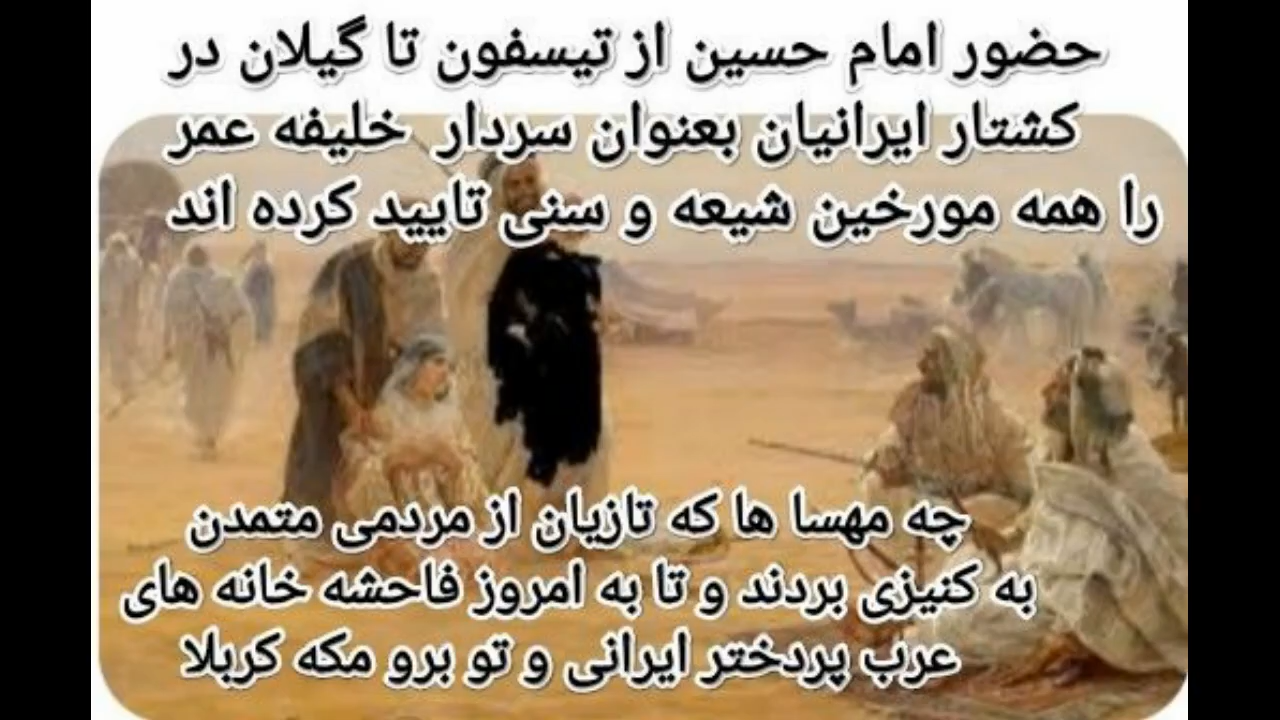 حضور امام حسین از تیسفون تا گیلان در
کشتار ایرانیان بعنوان سردار خلیفه عمر
را همه مورخین شیعه و سنی تایید کرده اند
چه مهسا ها که تازیان از مردمی متمدن
به کنیزی بردند و تا به امروز فاحشه خانه های
عرب پردختر ایرانی و تو برو مکه کربلا